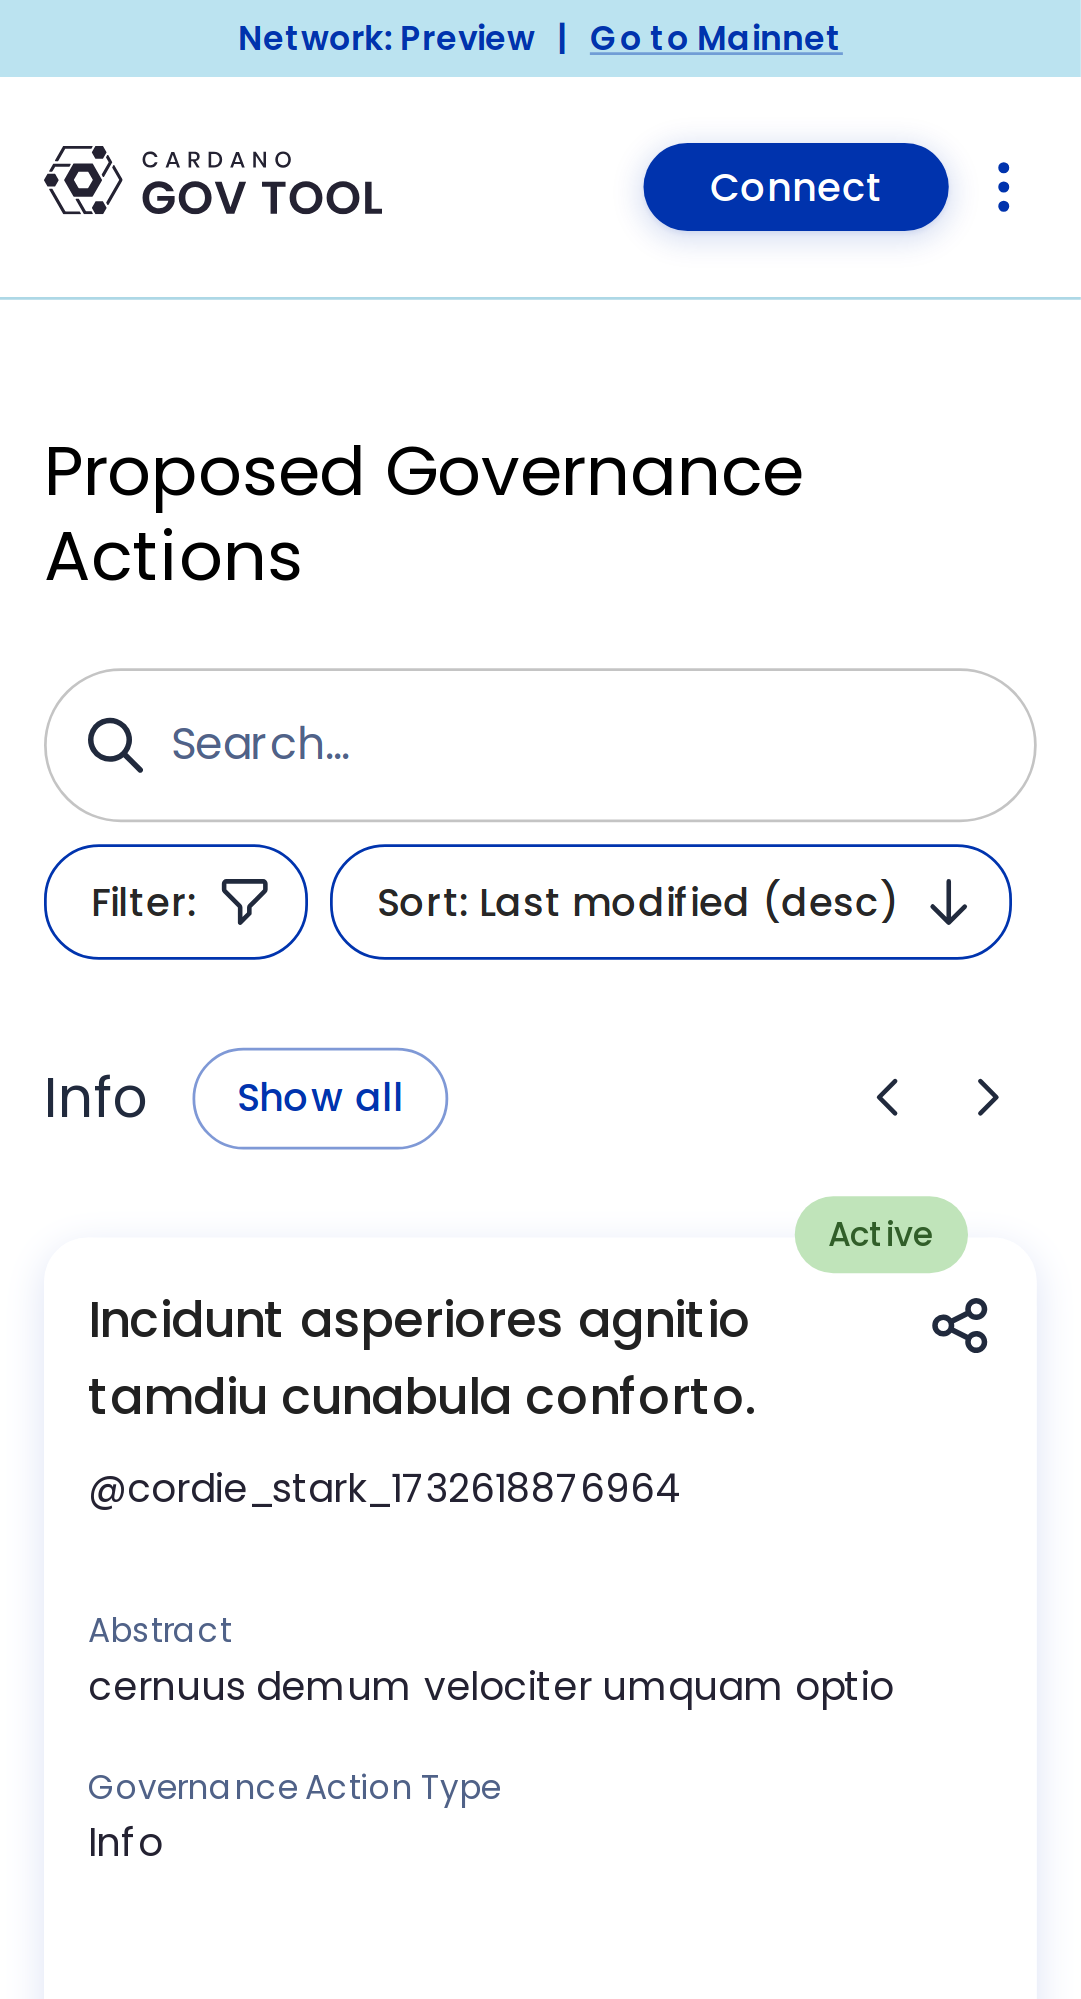 Network: Preview | Go to Mainnet
CARDANO
GOV TOOL
Connect
Proposed Governance
Actions
Search...
Filter:
Sort: Last modified (desc)
Info
Show all
Active
Incidunt asperiores agnitio
tamdiu cunabula conforto.
@cordie_stark_1732618876964
Abstract
cernuus demum velociter umquam optio
Governance Action Type
Info